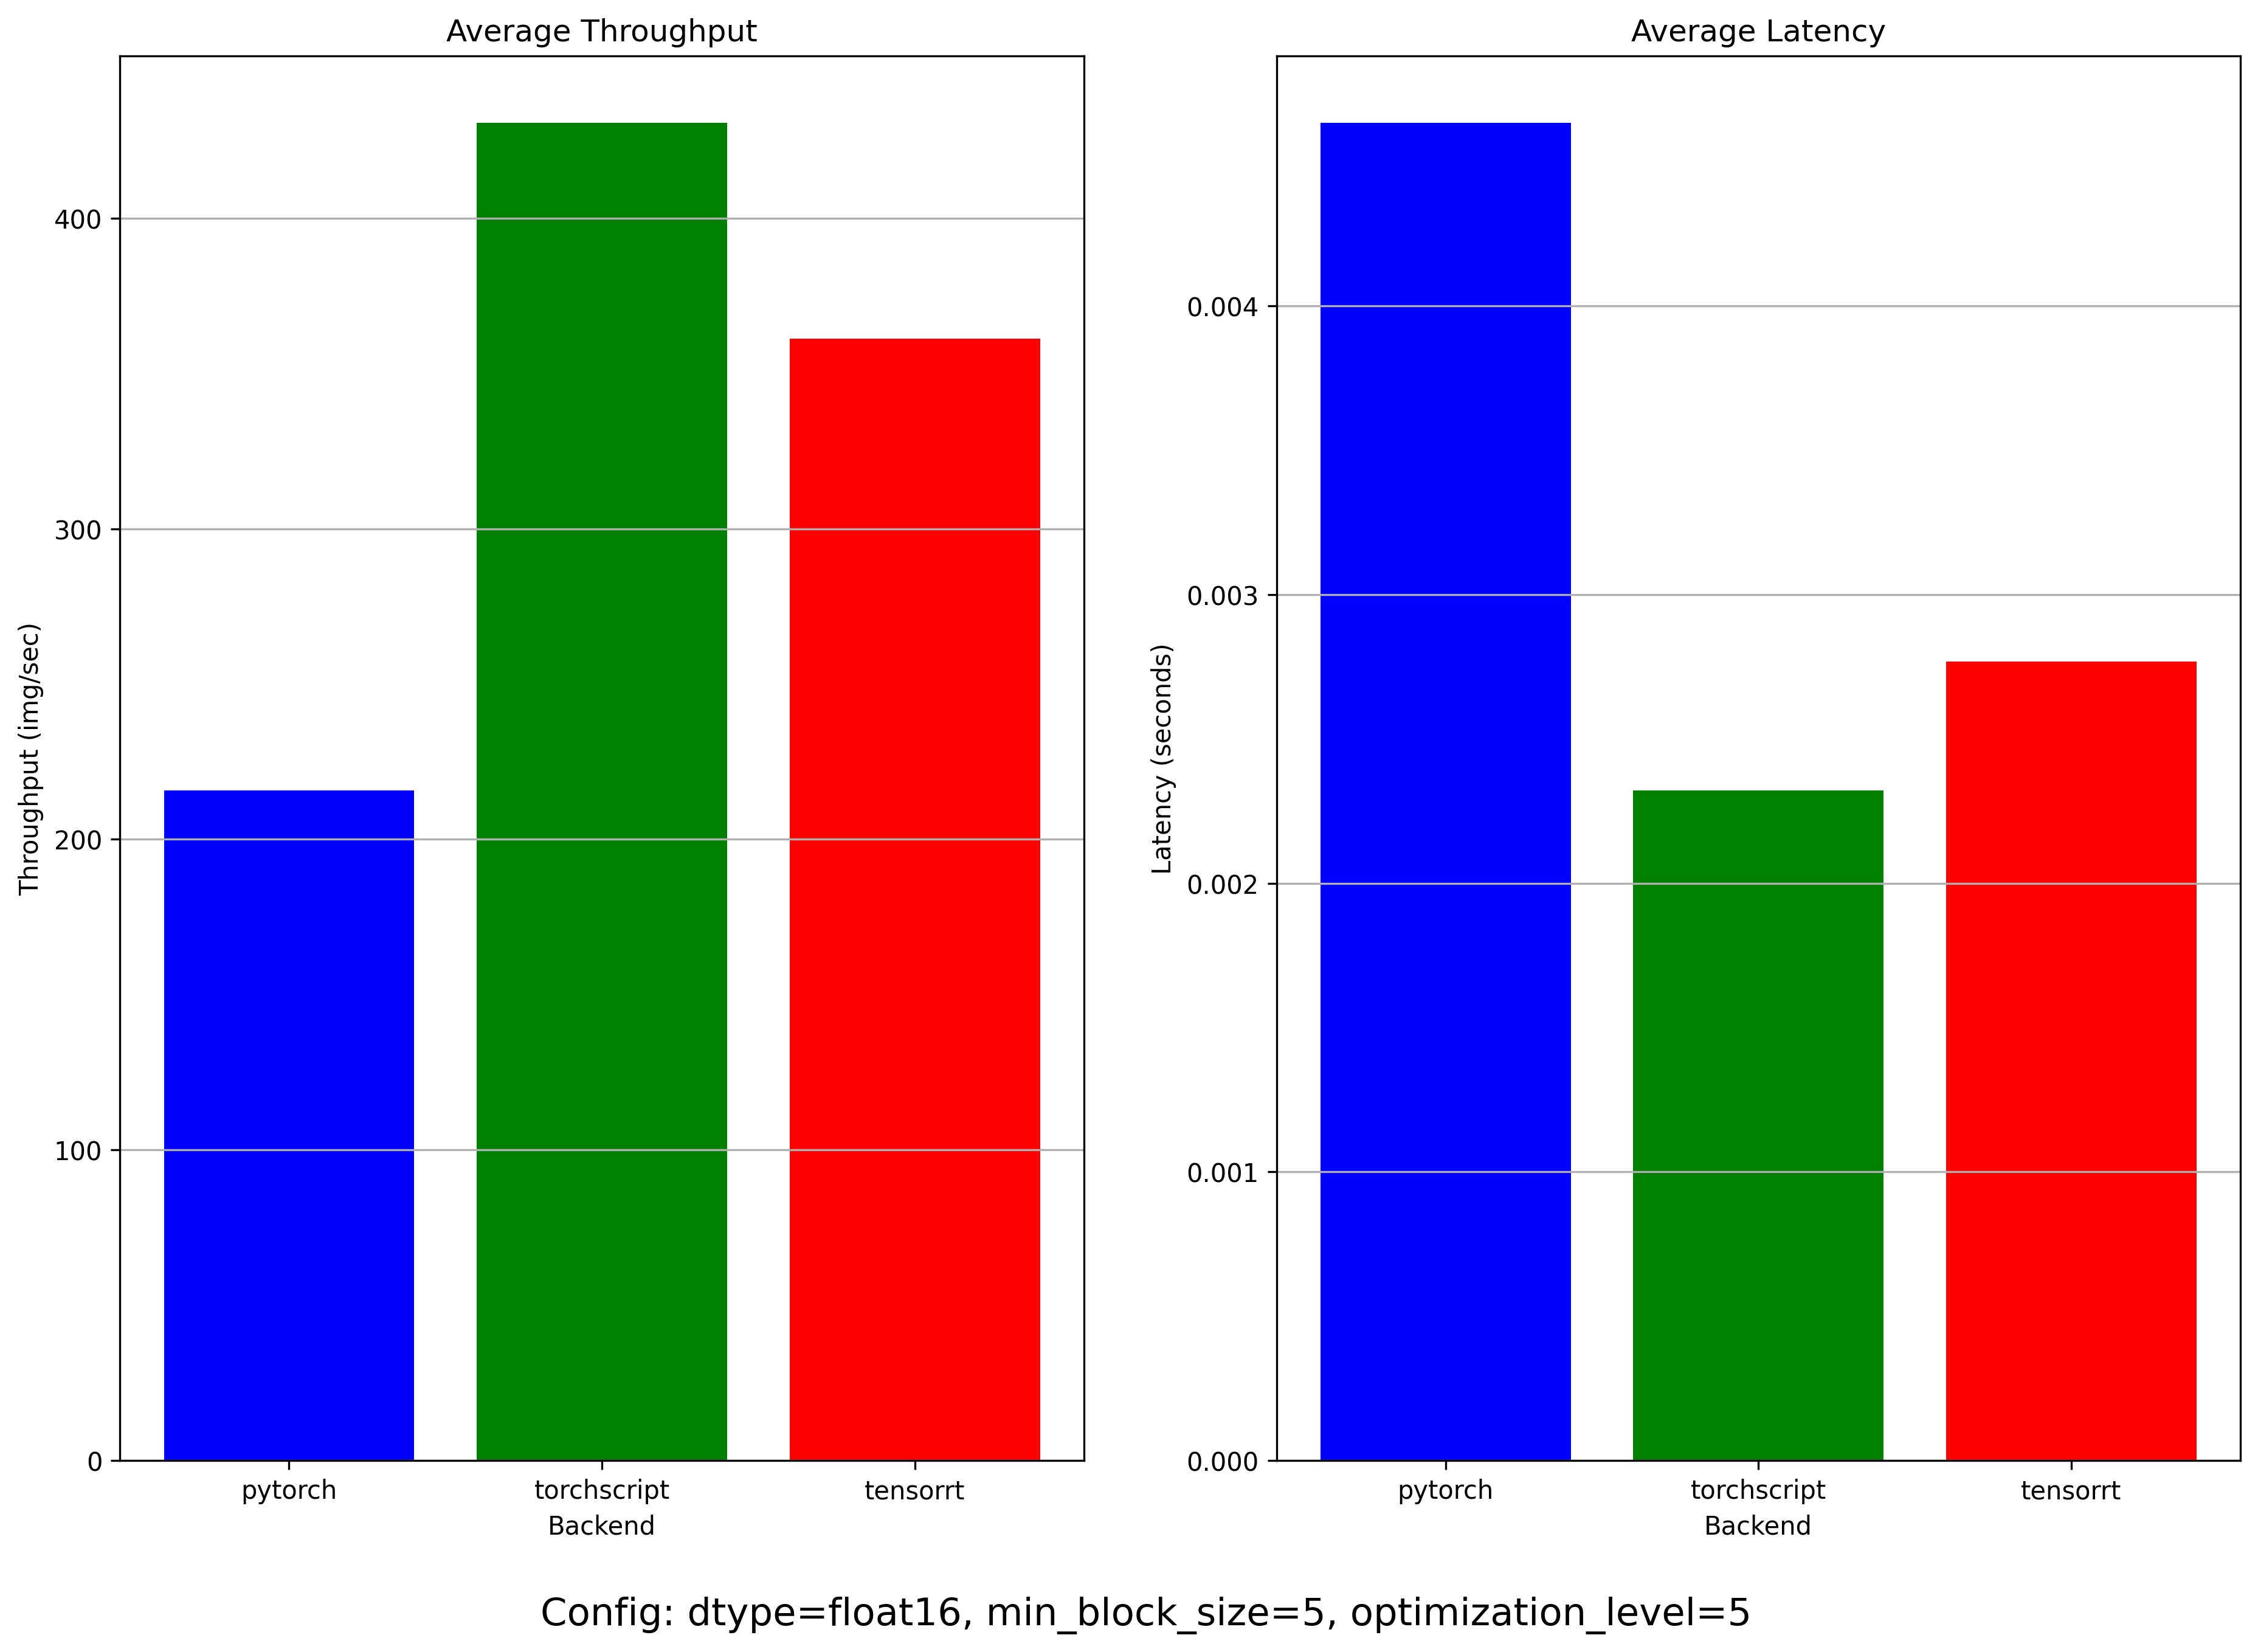 Average Throughput
Throughput (img/sec)
400
300
200
100
0
pytorch torchscript tensorrt
Backend
Average Latency
Latency (seconds)
0.004
0.003
0.002
0.001
0.000
pytorch torchscript tensorrt
Backend
Config: dtype=float16, min_block_size=5, optimization_level=5